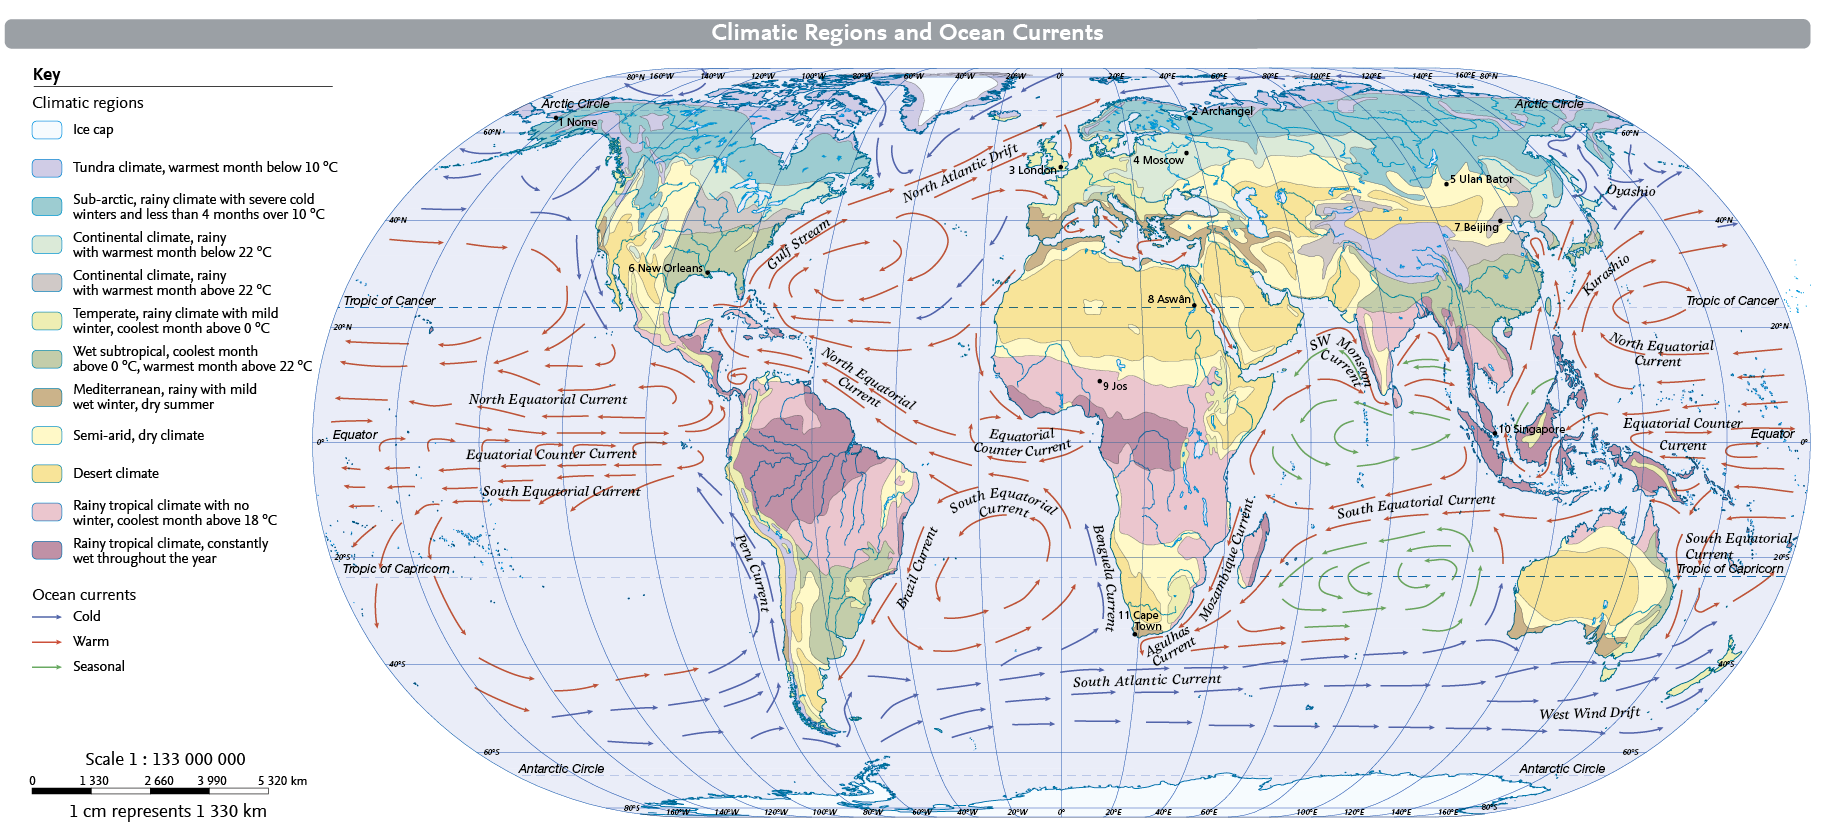 Climatic Regions and Ocean Currents
Key
Climatic regions
Ice cap
Tundra climate, warmest month below 10 °C
Sub-arctic, rainy climate with severe cold
winters and less than 4 months over 10 °C
Continental climate, rainy
with warmest month below 22 °C
Continental climate, rainy
with warmest month above 22 °C
Temperate, rainy climate with mild
winter, coolest month above 0 °C
Wet subtropical, coolest month
above 0 °C, warmest month above 22 °C
Mediterranean, rainy with mild
wet winter, dry summer
Semi-arid, dry climate
Desert climate
Rainy tropical climate with no
winter, coolest month above 18 °C
Rainy tropical climate, constantly
wet throughout the year
Ocean currents
Cold
Warm
Seasonal
Scale 1 : 133 000 000
0 1 330 2 660 3 990 5 320 km
1 cm represents 1 330 km
80°N 160°W 140°W 120°W 100°W 80°W 60°W 40°W 20°W 0° 20°E 40°E 60°E 80°E 100°E 120°E 140°E 160°E 80°N
Arctic Circle
Arctic Circle
1 Nome
2 Archangel
60°N
60°N
North Atlantic Drift
4 Moscow
3 London
5 Ulan Bator
Oyashio
40°N
40°N
7 Beijing
Gulf Stream
6 New Orleans
Kurashio
Tropic of Cancer
8 Aswân
Tropic of Cancer
20°N
20°N
North Equatorial
Current
SW Monsoon
Current
North Equatorial
Current
9 Jos
North Equatorial Current
Equatorial Counter
Current
Equator
0°
Equatorial
Counter Current
10 Singapore
Equator
0°
Equatorial Counter Current
South Equatorial Current
South Equatorial
Current
South Equatorial Current
Peru Current
Brazil Current
Benguela Current
Mozambique Current
South Equatorial
Current
20°S
20°S
Tropic of Capricorn
Tropic of Capricorn
11 Cape
Town
Agulhas
Current
40°S
40°S
South Atlantic Current
West Wind Drift
60°S
60°S
Antarctic Circle
Antarctic Circle
80°S
80°S
160°W 140°W 120°W 100°W 80°W 60°W 40°W 20°W 0° 20°E 40°E 60°E 100°E 120°E 140°E 160°E